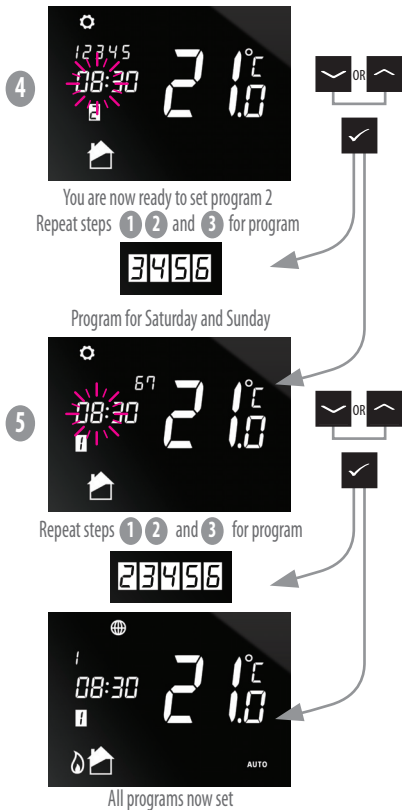 4
12345
08:30
2
21.0 °C
OR
You are now ready to set program 2
Repeat steps 1 2 and 3 for program
3456
Program for Saturday and Sunday
5
67
08:30
1
21.0 °C
OR
Repeat steps 1 2 and 3 for program
23456
1
08:30
1
21.0 °C
AUTO
All programs now set